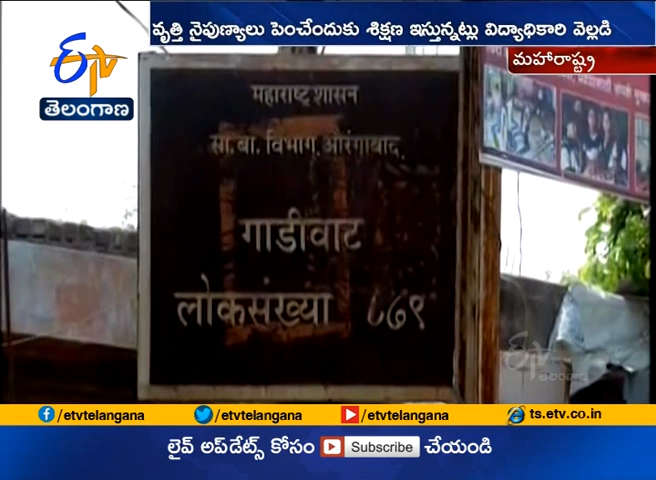 వృత్తి నైపుణ్యాలు పెంచేందుకు శిక్షణ ఇస్తున్నట్లు విద్యాధికారి వెల్లడి
మహారాష్ట్ర
ETV
తెలంగాణ
महाराष्ट्र शासन
सा.बां. विभाग, औरंगाबाद.
गाडीवाट
लोकसंख्या ८७९
/etvtelangana
/etvtelangana
/etvtelangana
ts.etv.co.in
లైవ్ అప్‌డేట్స్ కోసం Subscribe చేయండి